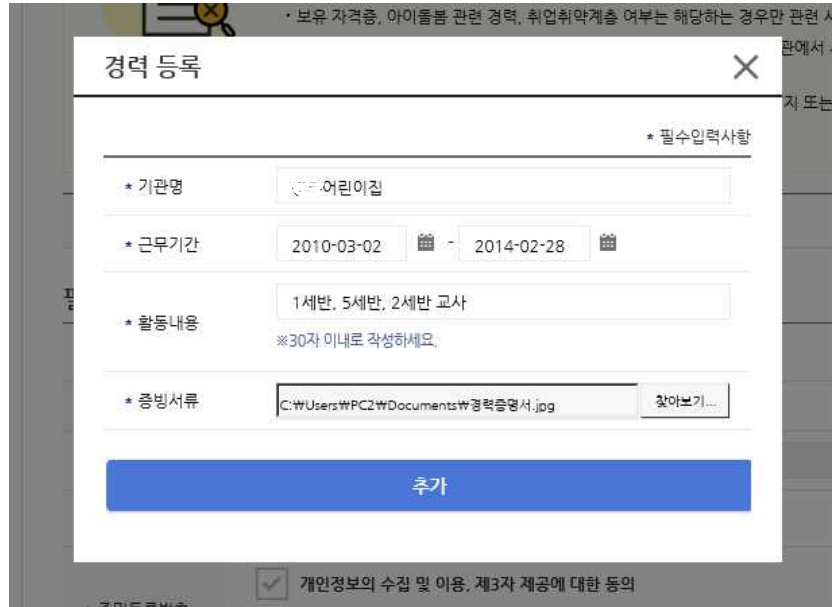 ・보유 자격증, 아이돌봄 관련 경력, 취업취약계층 여부는 해당하는 경우만 관련
경력 등록
관에서
지 또는
* 필수입력사항
* 기관명
어린이집
* 근무기간
2010-03-02 - 2014-02-28
* 활동내용
1세반, 5세반, 2세반 교사
※30자 이내로 작성하세요.
* 증빙서류
C:₩Users₩PC2₩Documents₩경력증명서.jpg 찾아보기...
추가
개인정보의 수집 및 이용, 제3자 제공에 대한 동의